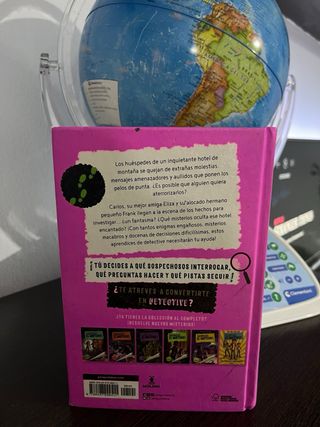 Los huéspedes de un inquietante hotel de
montaña se quejan de extrañas molestias,
mensajes amenazadores y aullidos que ponen los
pelos de punta. ¿Es posible que alguien quiera
aterrorizarlos?
Carlos, su mejor amiga Eliza y su alocado hermano
pequeño Frank llegan a la escena de los hechos para
investigar... ¿un fantasma? ¿Qué misterios oculta ese hotel
encantado? ¡Con tantos enigmas engañosos, misterios
macabros y docenas de decisiones dificilísimas, estos
aprendices de detective necesitarán tu ayuda!
¡TÚ DECIDES A QUÉ SOSPECHOSOS INTERROGAR,
QUÉ PREGUNTAS HACER Y QUÉ PISTAS SEGUIR!
¿TE ATREVES A CONVERTIRTE
EN DETECTIVE?
¿YA TIENES LA COLECCIÓN AL COMPLETO?
¡RESUELVE NUEVOS MISTERIOS!
Clementoni